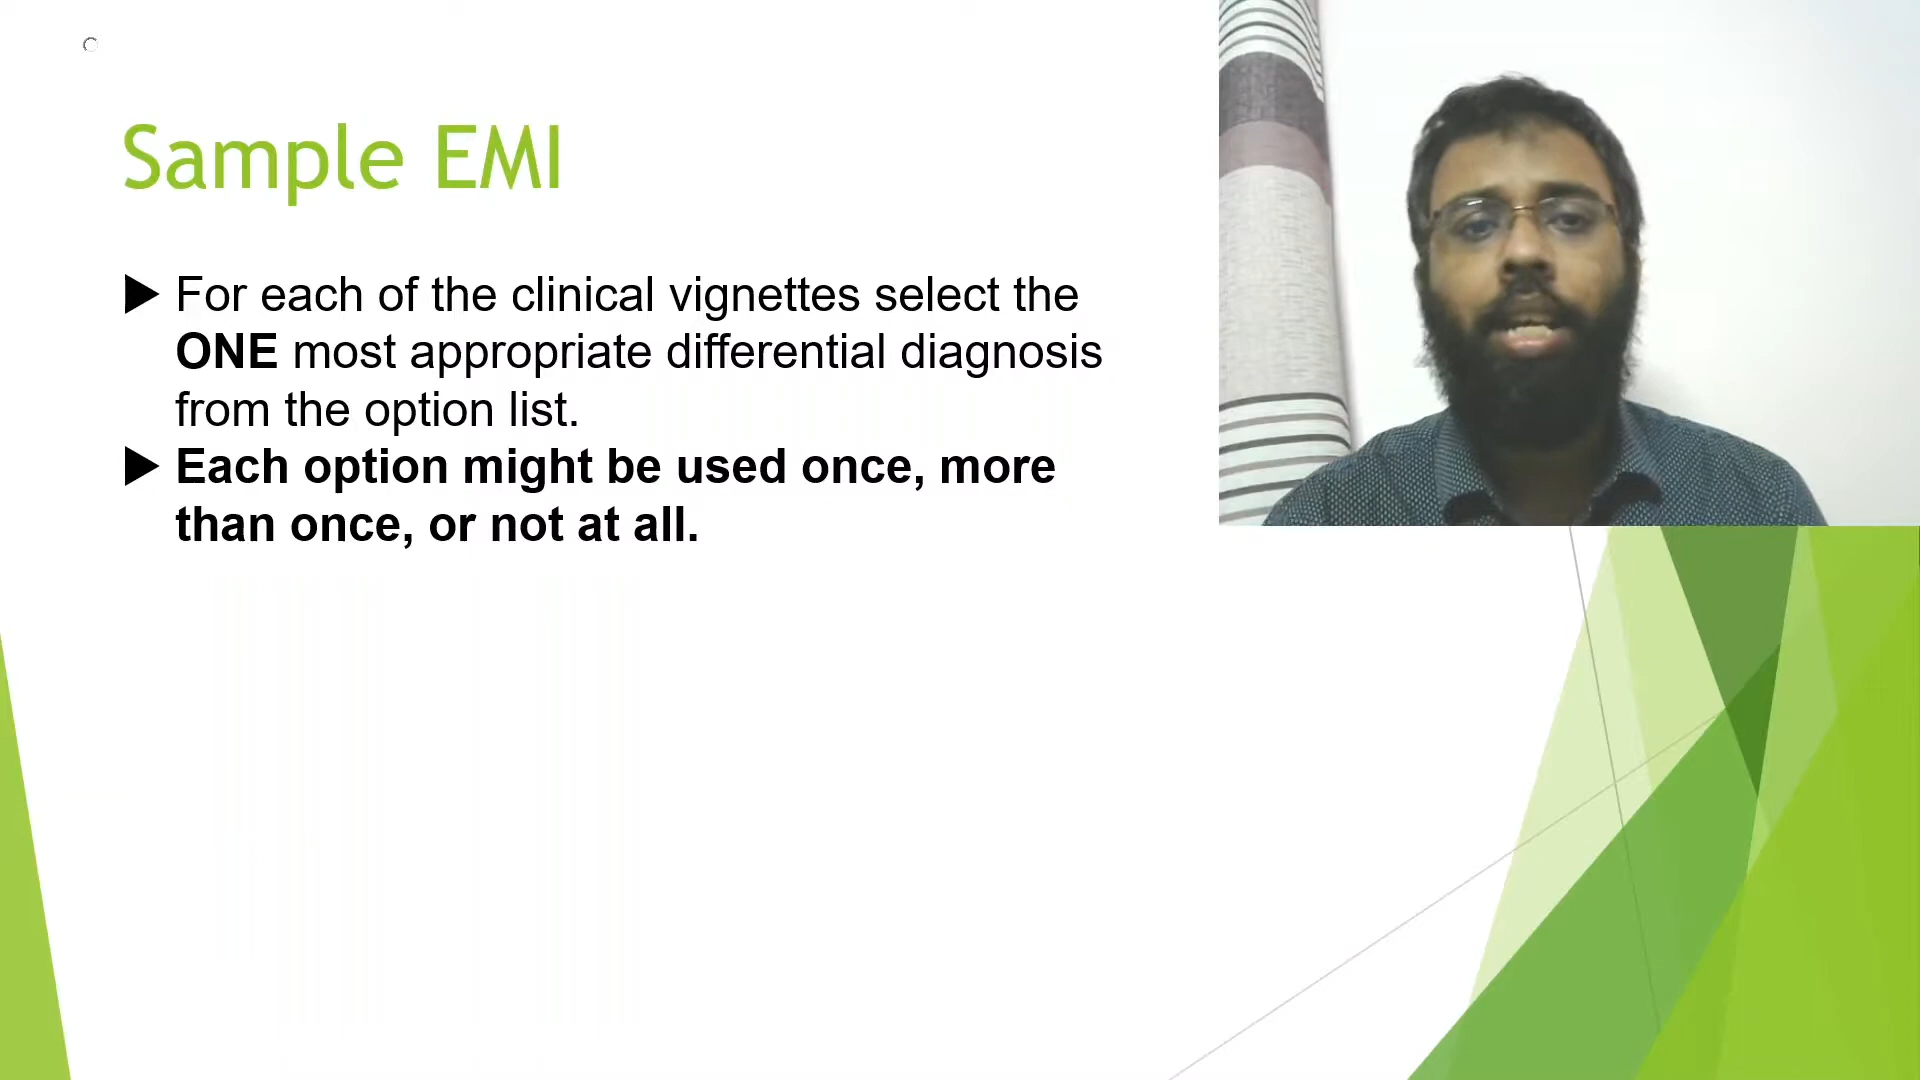 Sample EMI
For each of the clinical vignettes select the
ONE most appropriate differential diagnosis
from the option list.
Each option might be used once, more
than once, or not at all.